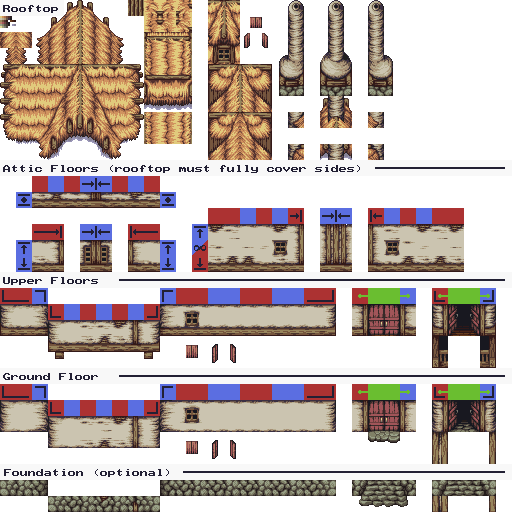 Rooftop
Attic Floors (rooftop must fully cover sides)
Upper Floors
Ground Floor
Foundation (optional)